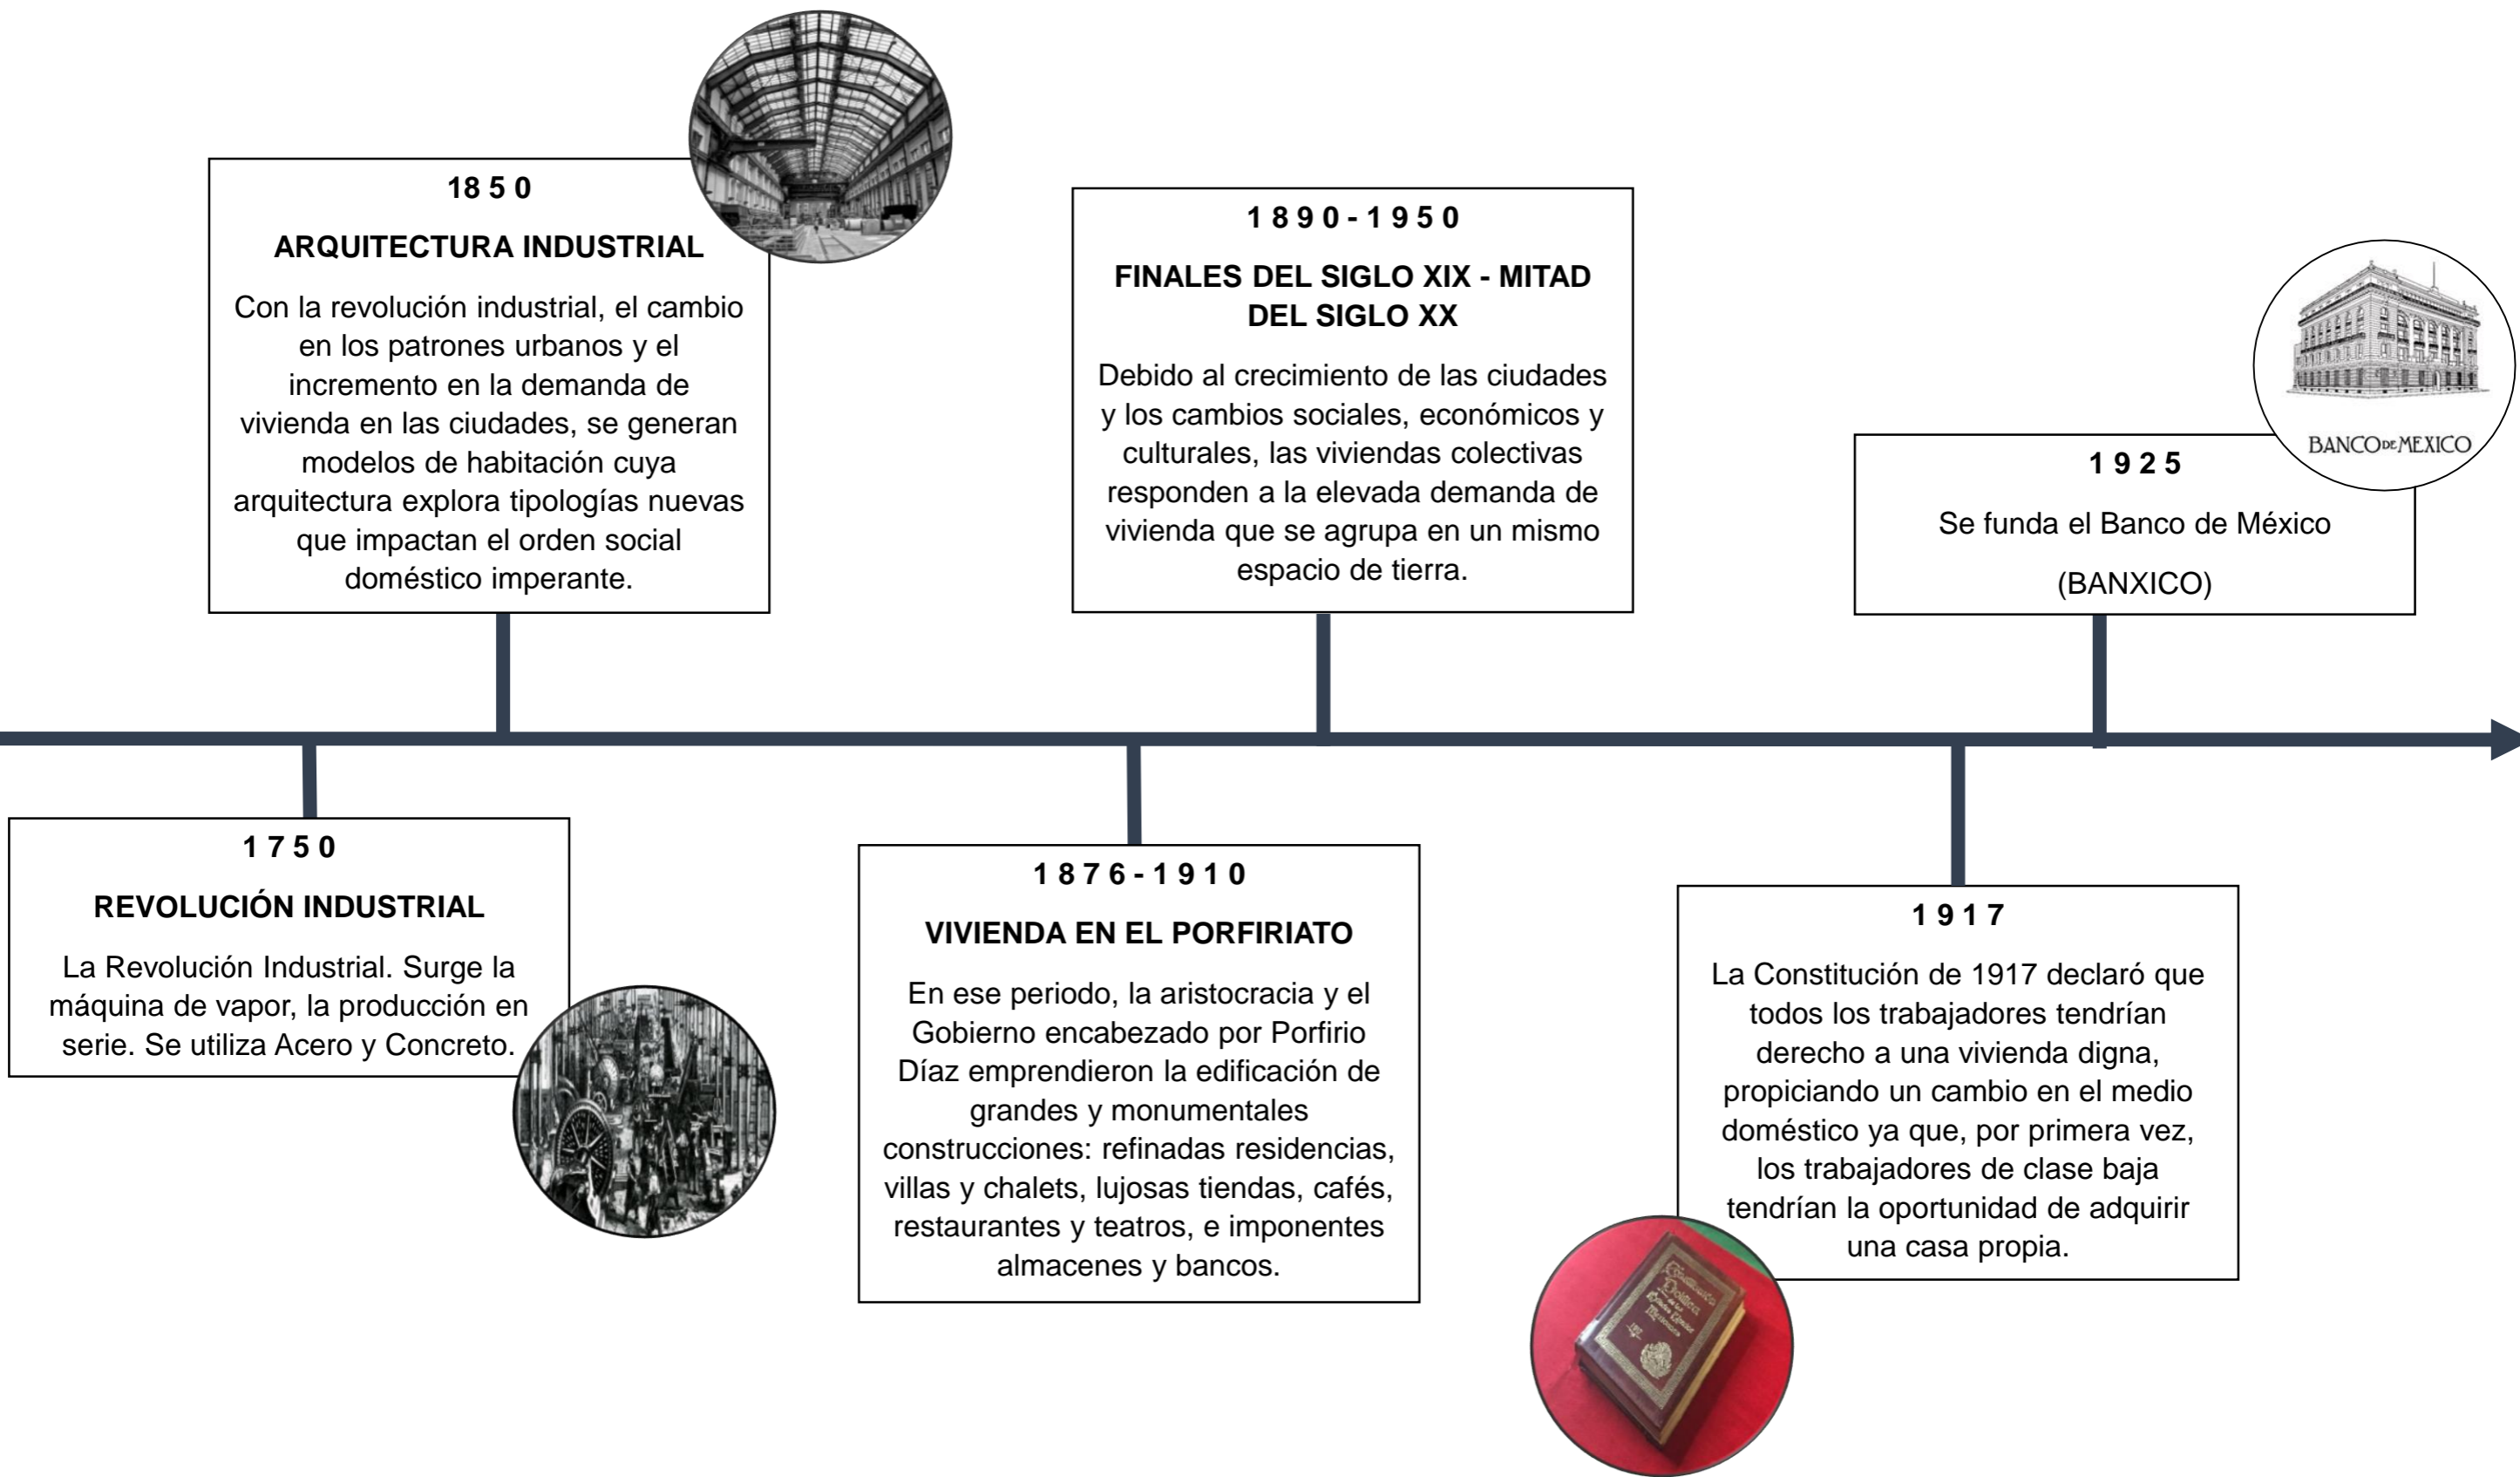 18 5 0
ARQUITECTURA INDUSTRIAL
Con la revolución industrial, el cambio
en los patrones urbanos y el
incremento en la demanda de
vivienda en las ciudades, se generan
modelos de habitación cuya
arquitectura explora tipologías nuevas
que impactan el orden social
doméstico imperante.
1 8 9 0 - 1 9 5 0
FINALES DEL SIGLO XIX - MITAD
DEL SIGLO XX
Debido al crecimiento de las ciudades
y los cambios sociales, económicos y
culturales, las viviendas colectivas
responden a la elevada demanda de
vivienda que se agrupa en un mismo
espacio de tierra.
BANCO DE MEXICO
1 9 2 5
Se funda el Banco de México
(BANXICO)
1 7 5 0
REVOLUCIÓN INDUSTRIAL
La Revolución Industrial. Surge la
máquina de vapor, la producción en
serie. Se utiliza Acero y Concreto.
1 8 7 6 - 1 9 1 0
VIVIENDA EN EL PORFIRIATO
En ese periodo, la aristocracia y el
Gobierno encabezado por Porfirio
Díaz emprendieron la edificación de
grandes y monumentales
construcciones: refinadas residencias,
villas y chalets, lujosas tiendas, cafés,
restaurantes y teatros, e imponentes
almacenes y bancos.
1 9 1 7
La Constitución de 1917 declaró que
todos los trabajadores tendrían
derecho a una vivienda digna,
propiciando un cambio en el medio
doméstico ya que, por primera vez,
los trabajadores de clase baja
tendrían la oportunidad de adquirir
una casa propia.